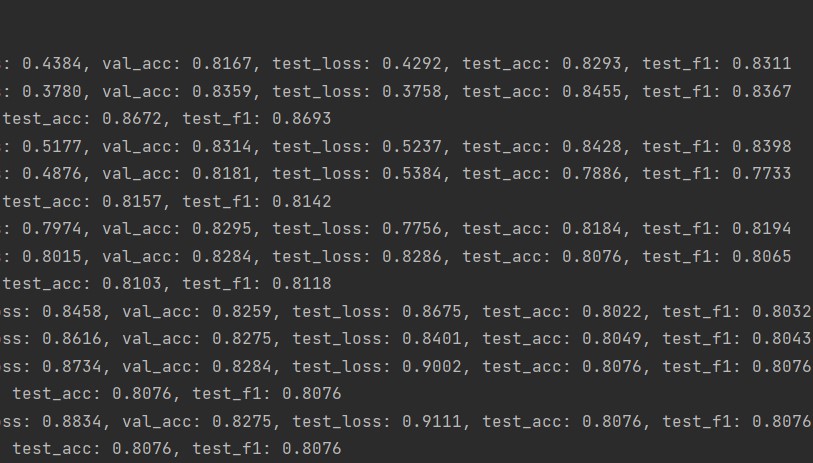 : 0.4384, val_acc: 0.8167, test_loss: 0.4292, test_acc: 0.8293, test_f1: 0.8311
: 0.3780, val_acc: 0.8359, test_loss: 0.3758, test_acc: 0.8455, test_f1: 0.8367
test_acc: 0.8672, test_f1: 0.8693
: 0.5177, val_acc: 0.8314, test_loss: 0.5237, test_acc: 0.8428, test_f1: 0.8398
: 0.4876, val_acc: 0.8181, test_loss: 0.5384, test_acc: 0.7886, test_f1: 0.7733
test_acc: 0.8157, test_f1: 0.8142
: 0.7974, val_acc: 0.8295, test_loss: 0.7756, test_acc: 0.8184, test_f1: 0.8194
: 0.8015, val_acc: 0.8284, test_loss: 0.8286, test_acc: 0.8076, test_f1: 0.8065
test_acc: 0.8103, test_f1: 0.8118
ss: 0.8458, val_acc: 0.8259, test_loss: 0.8675, test_acc: 0.8022, test_f1: 0.8032
ss: 0.8616, val_acc: 0.8275, test_loss: 0.8401, test_acc: 0.8049, test_f1: 0.8043
ss: 0.8734, val_acc: 0.8284, test_loss: 0.9002, test_acc: 0.8076, test_f1: 0.8076
test_acc: 0.8076, test_f1: 0.8076
ss: 0.8834, val_acc: 0.8275, test_loss: 0.9111, test_acc: 0.8076, test_f1: 0.8076
test_acc: 0.8076, test_f1: 0.8076